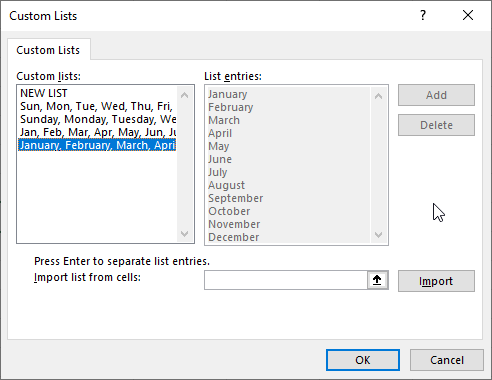 Custom Lists
?
Custom Lists
Custom lists:
NEW LIST
Sun, Mon, Tue, Wed, Thu, Fri,
Sunday, Monday, Tuesday, We
Jan, Feb, Mar, Apr, May, Jun, Ju
January, February, March, Apri
List entries:
January
February
March
April
May
June
July
August
September
October
November
December
Add
Delete
Press Enter to separate list entries.
Import list from cells:
Import
OK
Cancel